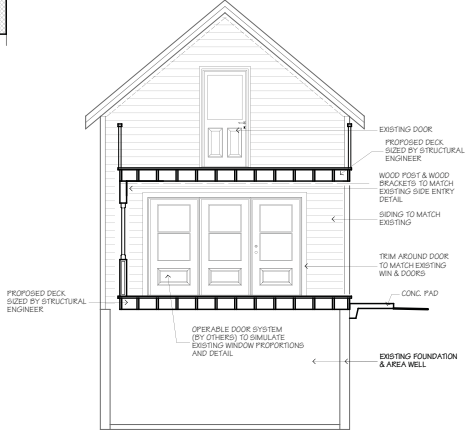 EXISTING DOOR
PROPOSED DECK
SIZED BY STRUCTURAL
ENGINEER
WOOD POST & WOOD
BRACKETS TO MATCH
EXISTING SIDE ENTRY
DETAIL
SIDING TO MATCH
EXISTING
TRIM AROUND DOOR
TO MATCH EXISTING
WIN & DOORS
CONC. PAD
PROPOSED DECK
SIZED BY STRUCTURAL
ENGINEER
OPERABLE DOOR SYSTEM
(BY OTHERS) TO SIMULATE
EXISTING WINDOW PROPORTIONS
AND DETAIL
EXISTING FOUNDATION
& AREA WELL